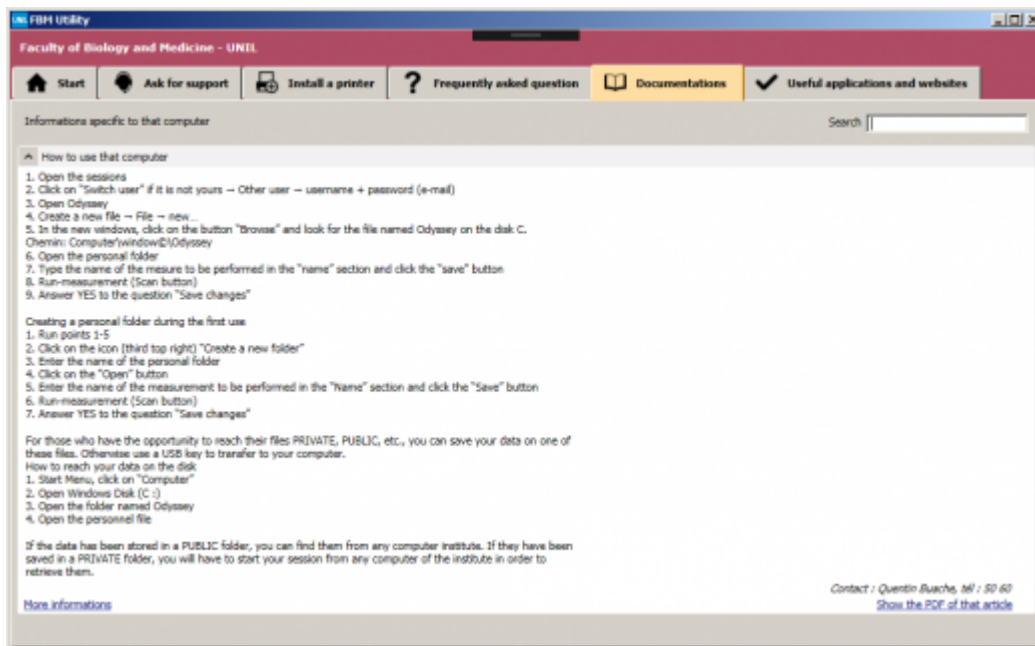 UNIL FBM Utility
Faculty of Biology and Medicine - UNIL
Start
Ask for support
Install a printer
Frequently asked question
Documentations
Useful applications and websites
Informations specific to that computer
Search
How to use that computer
1. Open the sessions
2. Click on "Switch user" if it is not yours → Other user → username + password (e-mail)
3. Open Odyssey
4. Create a new file → File → new...
5. In the new windows, click on the button "Browse" and look for the file named Odyssey on the disk C.
Chemin: Computer\window©\Odyssey
6. Open the personal folder
7. Type the name of the mesure to be performed in the "name" section and click the "save" button
8. Run-measurement (Scan button)
9. Answer YES to the question "Save changes"
Creating a personal folder during the first use
1. Run points 1-5
2. Click on the icon (third top right) "Create a new folder"
3. Enter the name of the personal folder
4. Click on the "Open" button
5. Enter the name of the measurement to be performed in the "Name" section and click the "Save" button
6. Run-measurement (Scan button)
7. Answer YES to the question "Save changes"
For those who have the opportunity to reach their files PRIVATE, PUBLIC, etc., you can save your data on one of
these files. Otherwise use a USB key to transfer to your computer.
How to reach your data on the disk
1. Start Menu, click on "Computer"
2. Open Windows Disk (C :)
3. Open the folder named Odyssey
4. Open the personnel file
If the data has been stored in a PUBLIC folder, you can find them from any computer institute. If they have been
saved in a PRIVATE folder, you will have to start your session from any computer of the institute in order to
retrieve them.
Contact : Quentin Buache, tél : 50 60
More informations
Show the PDF of that article